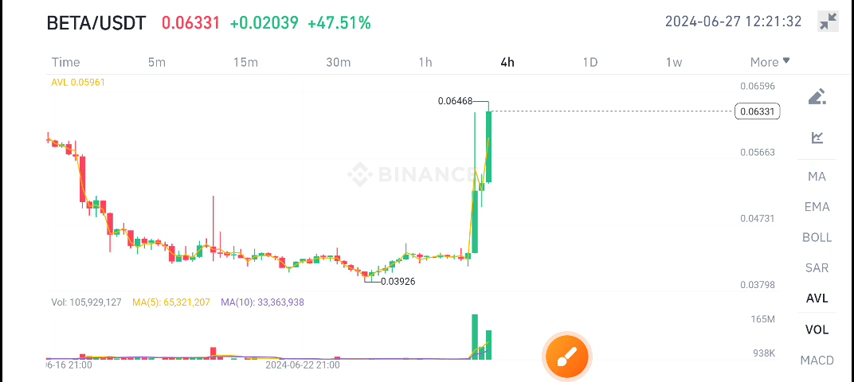 BETA/USDT 0.06331 +0.02039 +47.51% 2024-06-27 12:21:32
Time 5m 15m 30m 1h 4h 1D 1w More
AVL 0.05961
0.06596
0.06468
0.06331
0.05663
BINANCE
MA
EMA
0.04731
BOLL
SAR
0.03926
0.03798
AVL
Vol: 105,929,127 MA(5): 65,321,207 MA(10): 33,363,938
165M
VOL
938K
MACD
06-16 21:00 2024-06-22 21:00